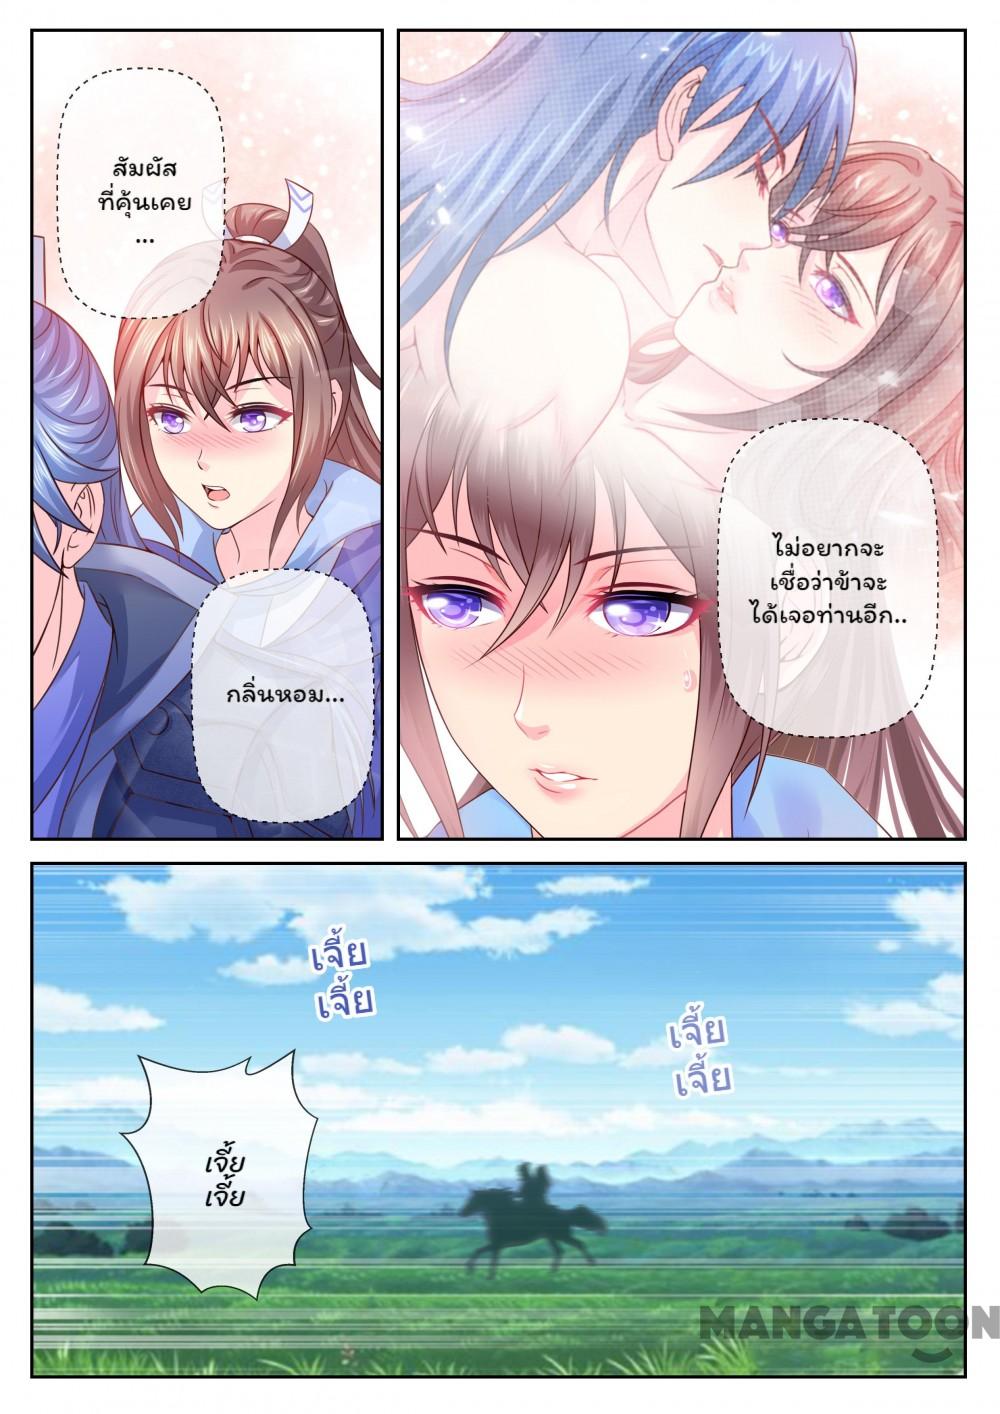 สัมผัส
ที่คุ้นเคย
...
กลิ่นหอม...
ไม่อยากจะ
เชื่อว่าข้าจะ
ได้เจอท่านอีก..
เจี้ย
เจี้ย
เจี้ย
เจี้ย
เจี้ย
เจี้ย
MANGATOON